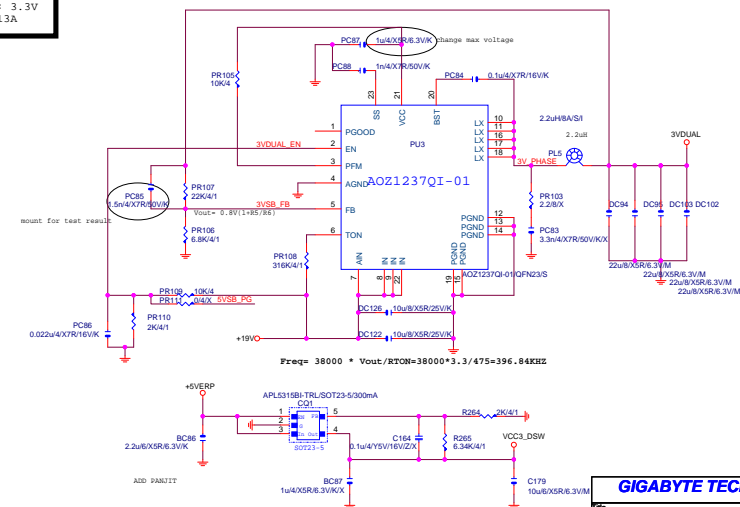 : 3.3V
13A
PC87
1u/4/X5R/6.3V/K
change max voltage
PC88
1n/4/X7R/50V/K
PC84
0.1u/4/X7R/16V/K
PR105
10K/4
23
21
20
SS
VCC
BST
1
PGOOD
2
EN
3
PFM
4
AGND
5
FB
6
TON
PU3
AOZ1237QI-01
LX
10
LX
11
LX
16
LX
17
LX
18
PGND
12
PGND
13
PGND
14
AIN
IN
IN
IN
PGND
PGND
7
8
9
22
19
15
AOZ1237QI-01/QFN23/S
3VDUAL_EN
3VSB_FB
Vout= 0.8V(1+R5/R6)
2.2uH/8A/S/I
2.2uH
PL5
3V_PHASE
3VDUAL
PR103
2.2/8/X
PC83
3.3n/4/X7R/50V/K/X
DC94
DC95
DC103
DC102
22u/8/X5R/6.3V/M
22u/8/X5R/6.3V/M
22u/8/X5R/6.3V/M
22u/8/X5R/6.3V/M
PC85
1.5n/4/X7R/50V/K
mount for test result
PR107
22K/4/1
PR106
6.8K/4/1
PR108
316K/4/1
PR109
10K/4
PR111
0/4/X
5VSB_PG
PC86
0.022u/4/X7R/16V/K
PR110
2K/4/1
+19V
DC126
10u/8/X5R/25V/K
DC122
10u/8/X5R/25V/K
Freq= 38000 * Vout/RTON=38000*3.3/475=396.84KHZ
+5VERP
APL5315BI-TRL/SOT23-5/300mA
CQ1
1
2
3
5
4
FB
In
Out
SOT23-5
BC86
2.2u/6/X5R/6.3V/K
ADD PANJIT
R264
2K/4/1
C164
0.1u/4/Y5V/16V/Z/X
R265
6.34K/4/1
VCC3_DSW
BC87
1u/4/X5R/6.3V/K/X
C179
10u/6/X5R/6.3V/M
GIGABYTE TEC